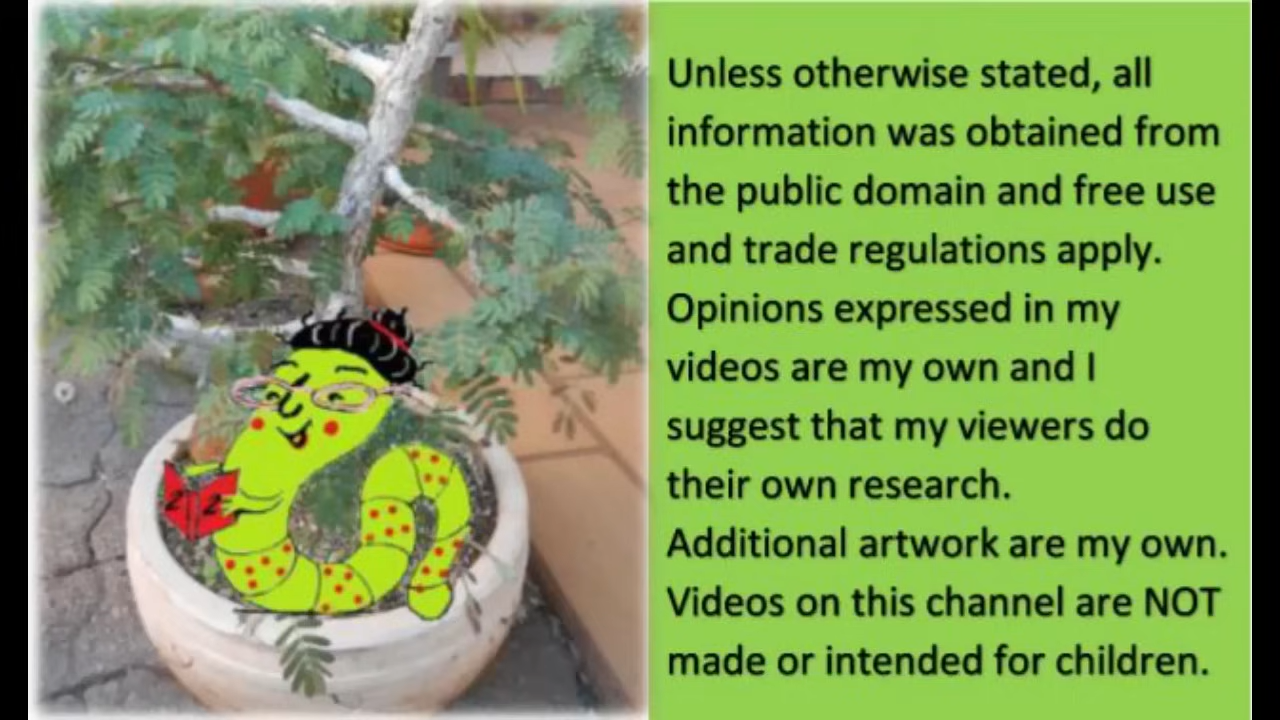 Unless otherwise stated, all
information was obtained from
the public domain and free use
and trade regulations apply.
Opinions expressed in my
videos are my own and I
suggest that my viewers do
their own research.
Additional artwork are my own.
Videos on this channel are NOT
made or intended for children.
2 2